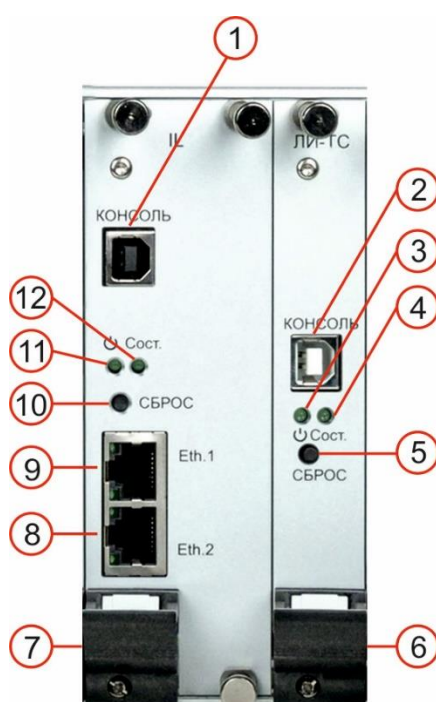 1
IL
ЛИ-ТС
КОНСОЛЬ
2
3
КОНСОЛЬ
4
12
Сост.
11
10
СБРОС
Сост.
5
СБРОС
9
Eth.1
8
Eth.2
7
6